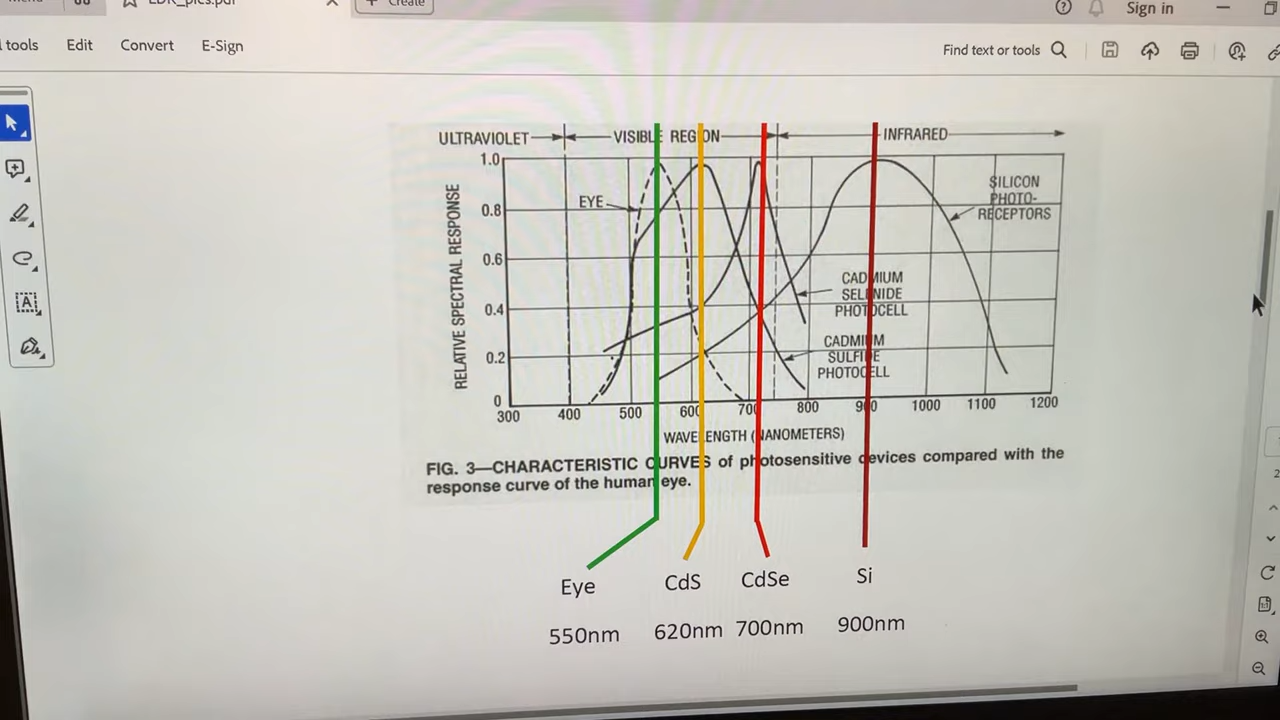 LDR_pics.pdf
Create
Sign in
tools
Edit
Convert
E-Sign
Find text or tools
ULTRAVIOLET
VISIBLE REGION
INFRARED
RELATIVE SPECTRAL RESPONSE
1.0
0.8
0.6
0.4
0.2
0
EYE
SILICON
PHOTO-
RECEPTORS
CADMIUM
SELENIDE
PHOTOCELL
CADMIUM
SULFIDE
PHOTOCELL
300 400 500 600 700 800 900 1000 1100 1200
WAVELENGTH (NANOMETERS)
FIG. 3—CHARACTERISTIC CURVES of photosensitive devices compared with the
response curve of the human eye.
Eye CdS CdSe Si
550nm 620nm 700nm 900nm